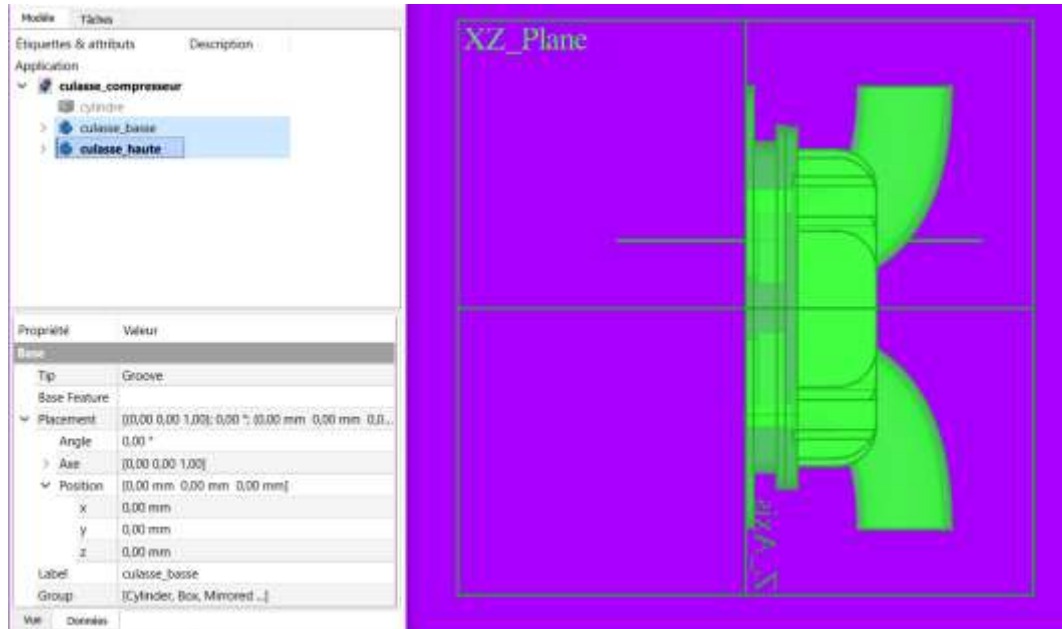 Modèle Tâches
Étiquettes & attributs Description
Application
culasse_compresseur
cylindre
culasse_basse
culasse_haute
Propriété Valeur
Base
Tip Groove
Base Feature
Placement [(0,00 0,00 1,00); 0,00 °; (0,00 mm 0,00 mm 0,0...
Angle 0,00 °
Axe [0,00 0,00 1,00]
Position [0,00 mm 0,00 mm 0,00 mm]
x 0,00 mm
y 0,00 mm
z 0,00 mm
Label culasse_basse
Group [Cylinder, Box, Mirrored ...]
Vue Données
XZ_Plane
Z_Axis